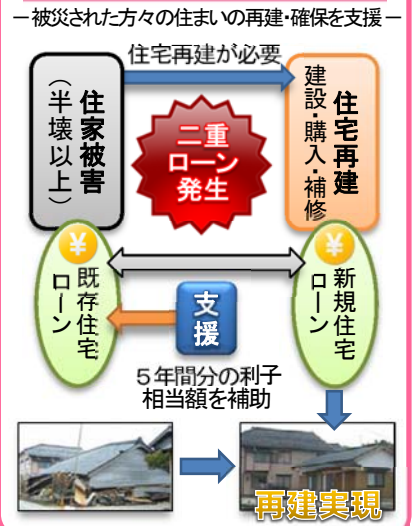 －被災された方々の住まいの再建・確保を支援－
住宅再建が必要
住家被害
（半壊以上）
二重
ローン
発生
住宅再建
建設・購入・補修
¥
既存住宅
ローン
支援
¥
新規住宅
ローン
５年間分の利子
相当額を補助
再建実現